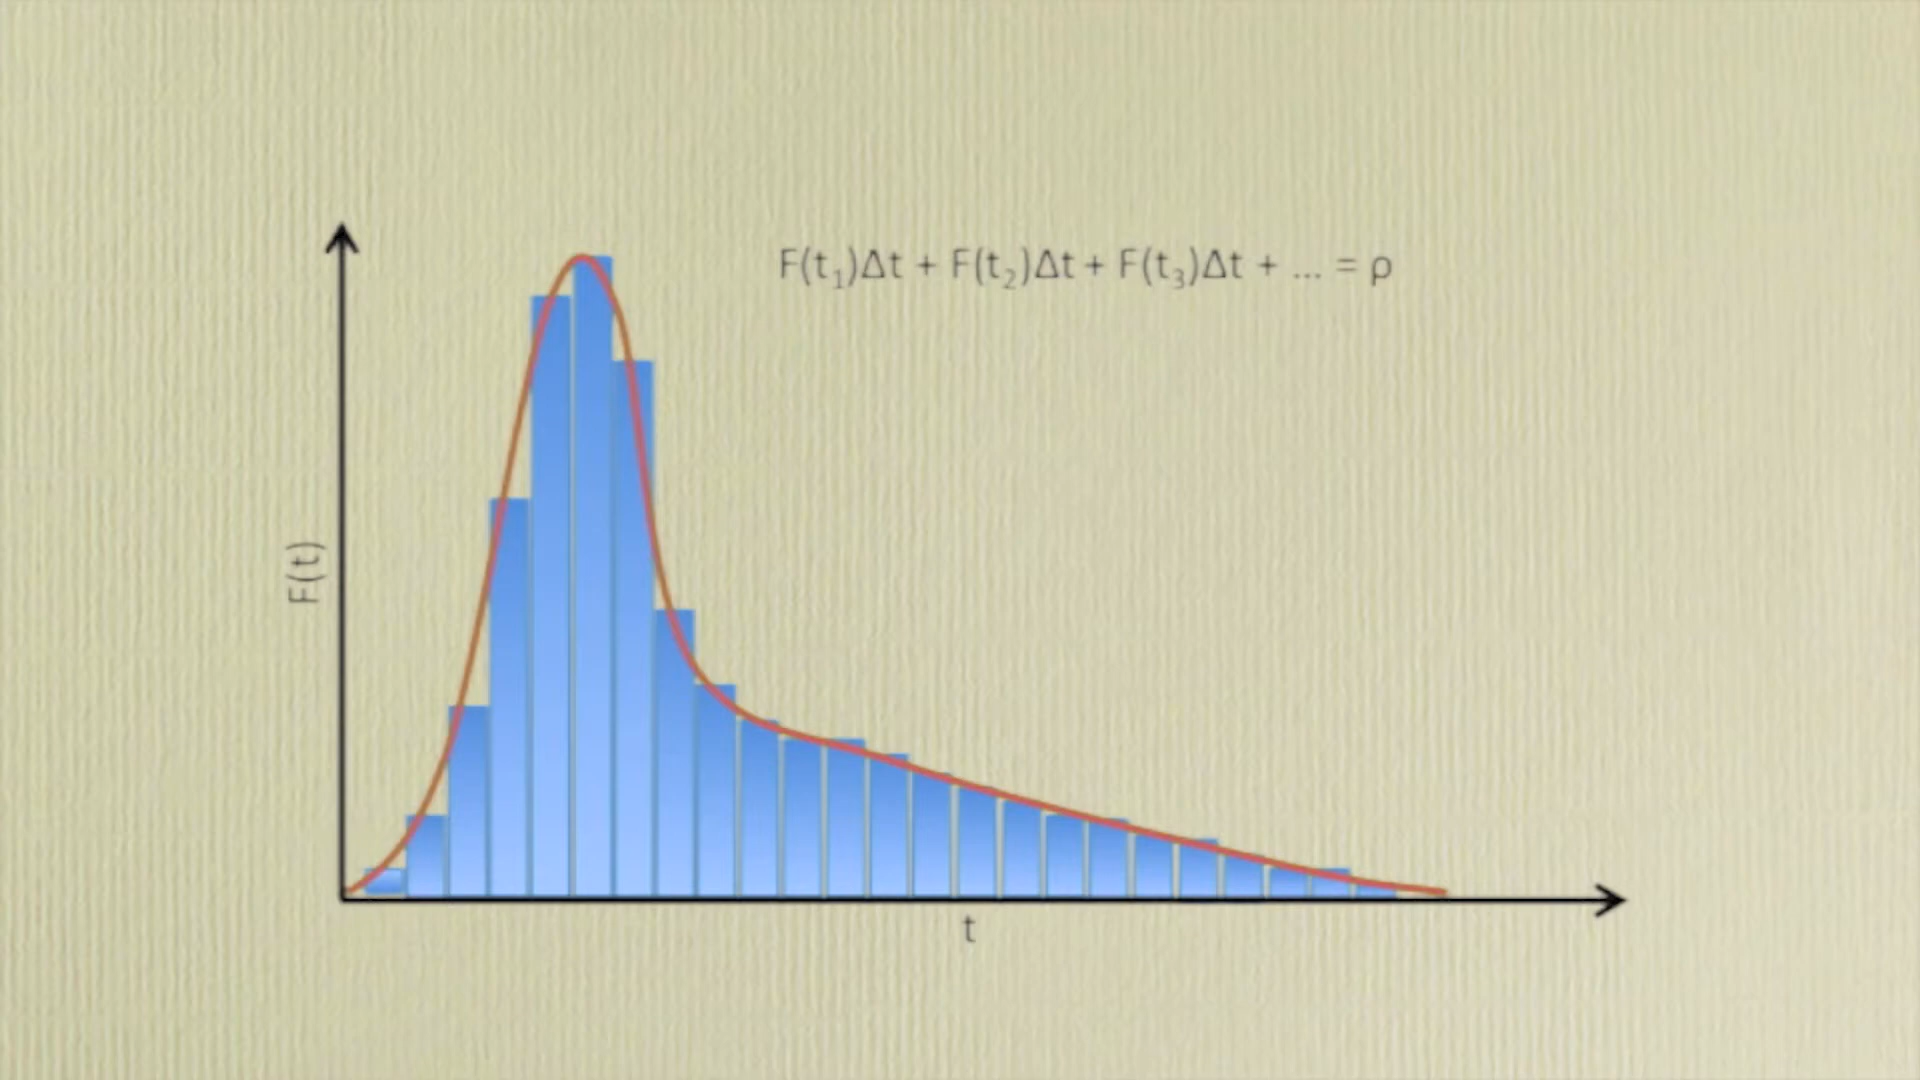 F(t₁)Δt + F(t₂)Δt + F(t₃)Δt + ... = ρ
F(t)
t